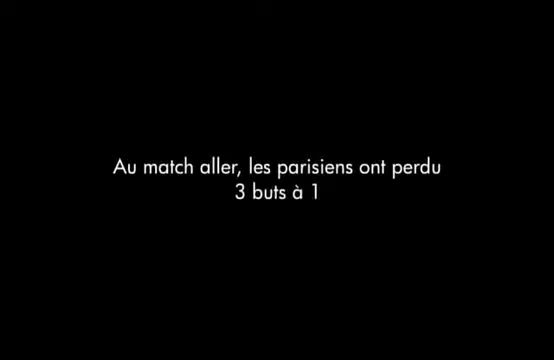 Au match aller, les parisiens ont perdu
3 buts à 1